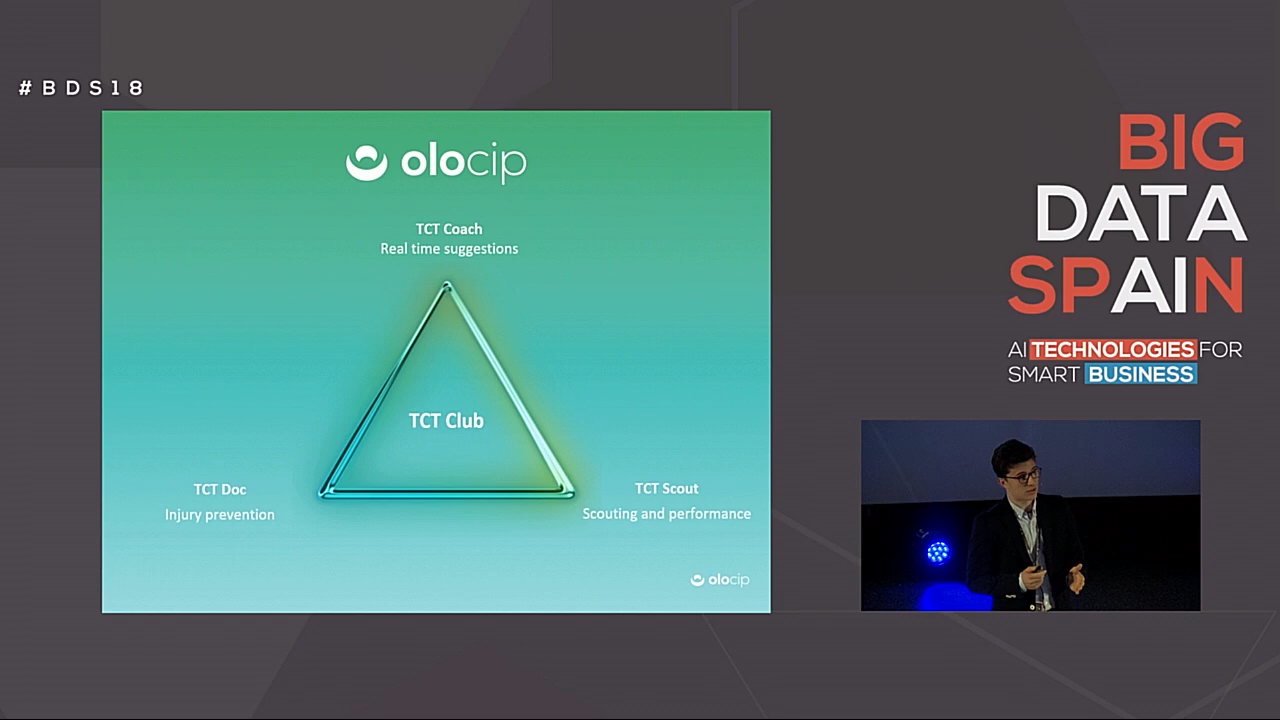 #BDS18
olocip
TCT Coach
Real time suggestions
TCT Club
TCT Doc
Injury prevention
TCT Scout
Scouting and performance
olocip
BIG
DATA
SPAIN
AI TECHNOLOGIES FOR
SMART BUSINESS